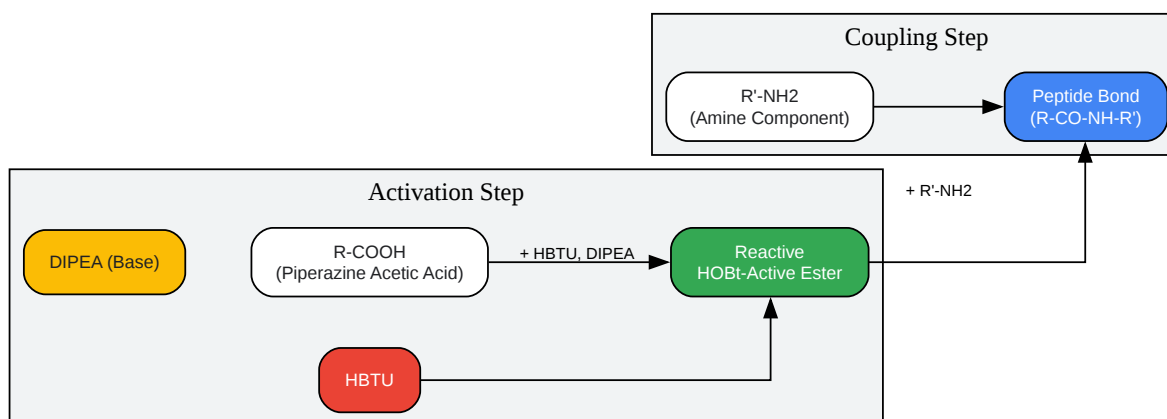 Coupling Step
R'-NH2
(Amine Component)
Peptide Bond
(R-CO-NH-R')
Activation Step
+ R'-NH2
DIPEA (Base)
R-COOH
(Piperazine Acetic Acid)
+ HBTU, DIPEA
Reactive
HOBt-Active Ester
HBTU